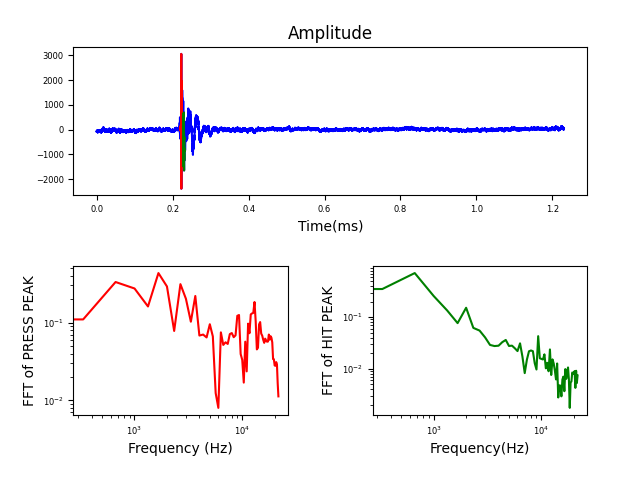 Amplitude
3000
2000
1000
0
−1000
−2000
0.0 0.2 0.4 0.6 0.8 1.0 1.2
Time(ms)
FFT of PRESS PEAK
10⁻¹
10⁻²
10³ 10⁴
Frequency (Hz)
FFT of HIT PEAK
10⁻¹
10⁻²
10³ 10⁴
Frequency(Hz)